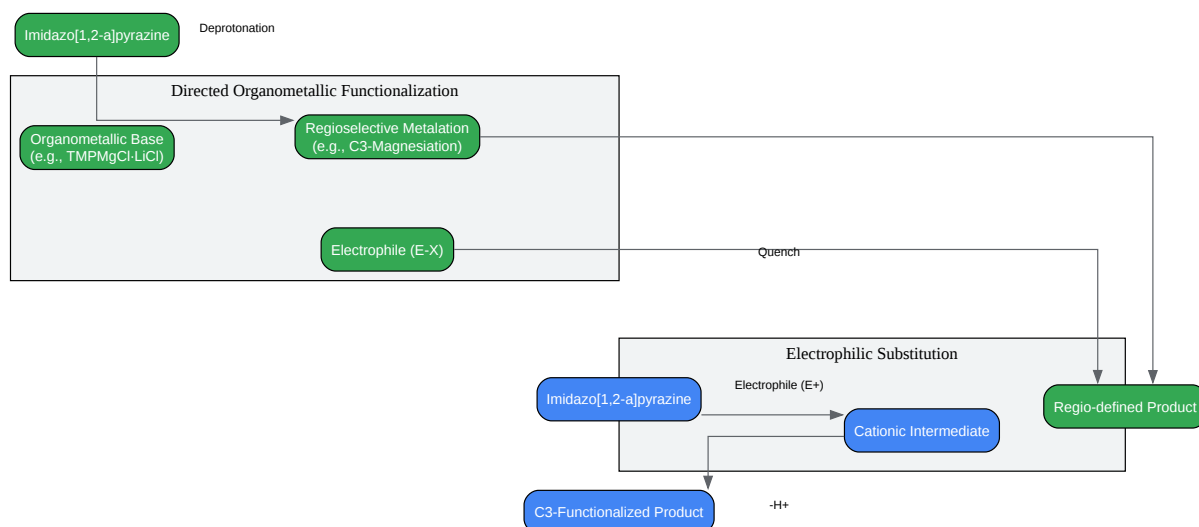 Imidazo[1,2-a]pyrazine
Deprotonation
Directed Organometallic Functionalization
Organometallic Base
(e.g., TMPMgCl·LiCl)
Regioselective Metalation
(e.g., C3-Magnesiation)
Electrophile (E-X)
Quench
Electrophilic Substitution
Imidazo[1,2-a]pyrazine
Electrophile (E+)
Cationic Intermediate
Regio-defined Product
C3-Functionalized Product
-H+